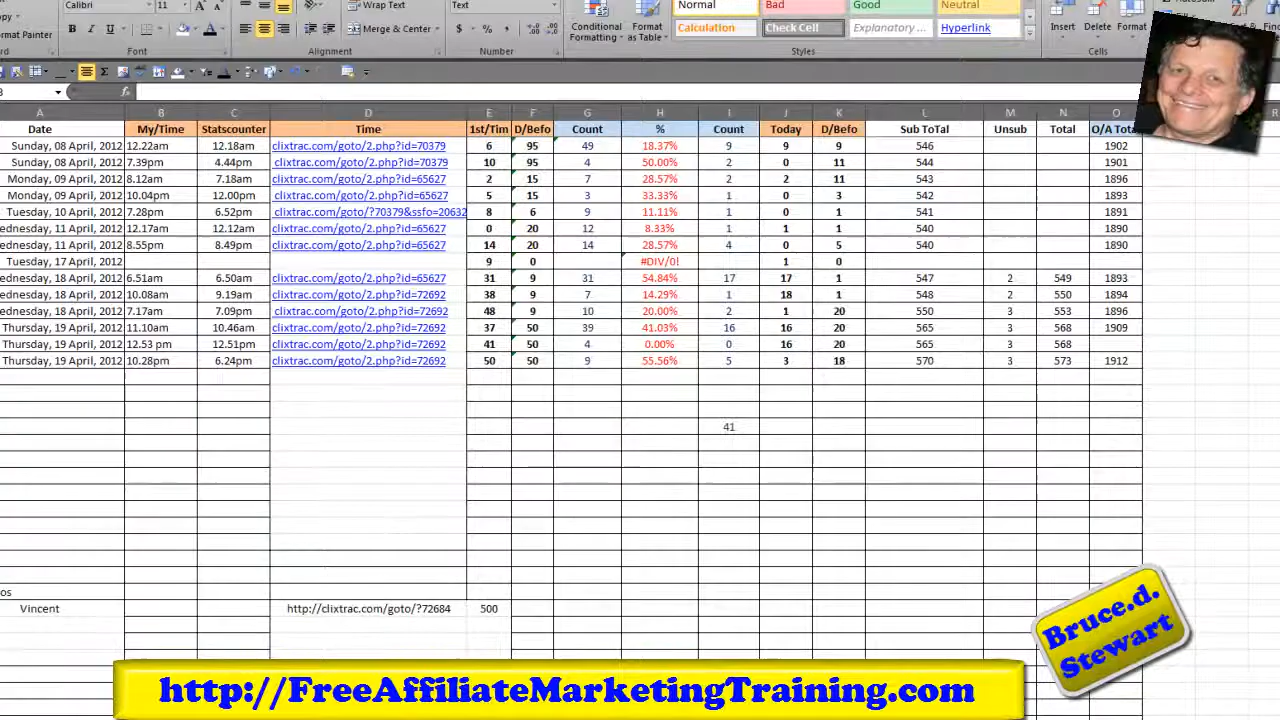 Calibri 11 Wrap Text Text Normal Bad Good Neutral
Format Painter B I U Merge & Center $ % , Conditional Formatting as Table Calculation Check Cell Explanatory ... Hyperlink Insert Delete Format
Font Alignment Number Styles Cells
fx
A B C D E F G H I J K L M N O R
Date My/Time Statscounter Time 1st/Tim D/Befo Count % Count Today D/Befo Sub ToTal Unsub Total O/A Total
Sunday, 08 April, 2012 12.22am 12.18am clixtrac.com/goto/2.php?id=70379 6 95 49 18.37% 9 9 9 546 1902
Sunday, 08 April, 2012 7.39pm 4.44pm clixtrac.com/goto/2.php?id=70379 10 95 4 50.00% 2 0 11 544 1901
Monday, 09 April, 2012 8.12am 7.18am clixtrac.com/goto/2.php?id=65627 2 15 7 28.57% 2 2 11 543 1896
Monday, 09 April, 2012 10.04pm 12.00pm clixtrac.com/goto/2.php?id=65627 5 15 3 33.33% 1 0 3 542 1893
Tuesday, 10 April, 2012 7.28pm 6.52pm clixtrac.com/goto/?70379&ssfo=20632 8 6 9 11.11% 1 0 1 541 1891
ednesday, 11 April, 2012 12.17am 12.12am clixtrac.com/goto/2.php?id=65627 0 20 12 8.33% 1 1 1 540 1890
ednesday, 11 April, 2012 8.55pm 8.49pm clixtrac.com/goto/2.php?id=65627 14 20 14 28.57% 4 0 5 540 1890
Tuesday, 17 April, 2012 9 0 #DIV/0! 1 0
ednesday, 18 April, 2012 6.51am 6.50am clixtrac.com/goto/2.php?id=65627 31 9 31 54.84% 17 17 1 547 2 549 1893
ednesday, 18 April, 2012 10.08am 9.19am clixtrac.com/goto/2.php?id=72692 38 9 7 14.29% 1 18 1 548 2 550 1894
ednesday, 18 April, 2012 7.17am 7.09pm clixtrac.com/goto/2.php?id=72692 48 9 10 20.00% 2 1 20 550 3 553 1896
Thursday, 19 April, 2012 11.10am 10.46am clixtrac.com/goto/2.php?id=72692 37 50 39 41.03% 16 16 20 565 3 568 1909
Thursday, 19 April, 2012 12.53 pm 12.51pm clixtrac.com/goto/2.php?id=72692 41 50 4 0.00% 0 16 20 565 3 568
Thursday, 19 April, 2012 10.28pm 6.24pm clixtrac.com/goto/2.php?id=72692 50 50 9 55.56% 5 3 18 570 3 573 1912
41
os
Vincent http://clixtrac.com/goto/?72684 500
Bruce.d.
Stewart
http://FreeAffiliateMarketingTraining.com